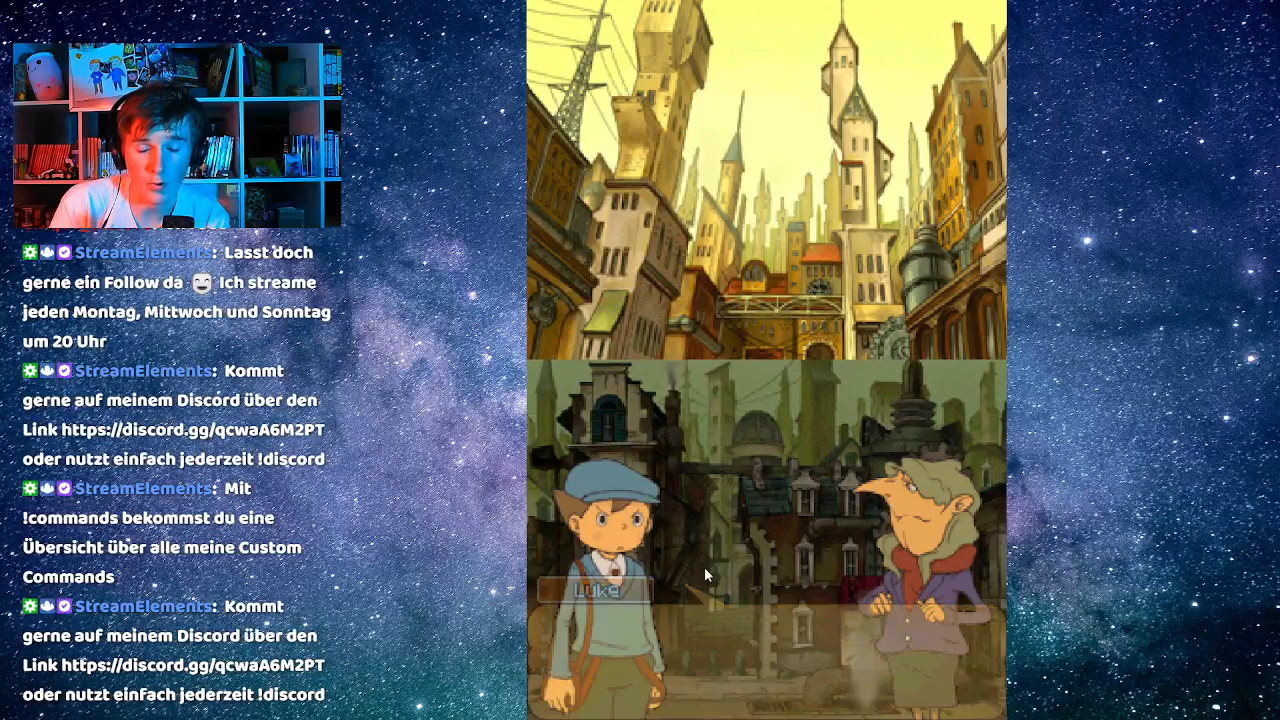 StreamElements: Lasst doch
gerne ein Follow da Ich streame
jeden Montag, Mittwoch und Sonntag
um 20 Uhr
StreamElements: Kommt
gerne auf meinem Discord über den
Link https://discord.gg/qcwaA6M2PT
oder nutzt einfach jederzeit !discord
StreamElements: Mit
!commands bekommst du eine
Übersicht über alle meine Custom
Commands
StreamElements: Kommt
gerne auf meinem Discord über den
Link https://discord.gg/qcwaA6M2PT
oder nutzt einfach jederzeit !discord
Luke